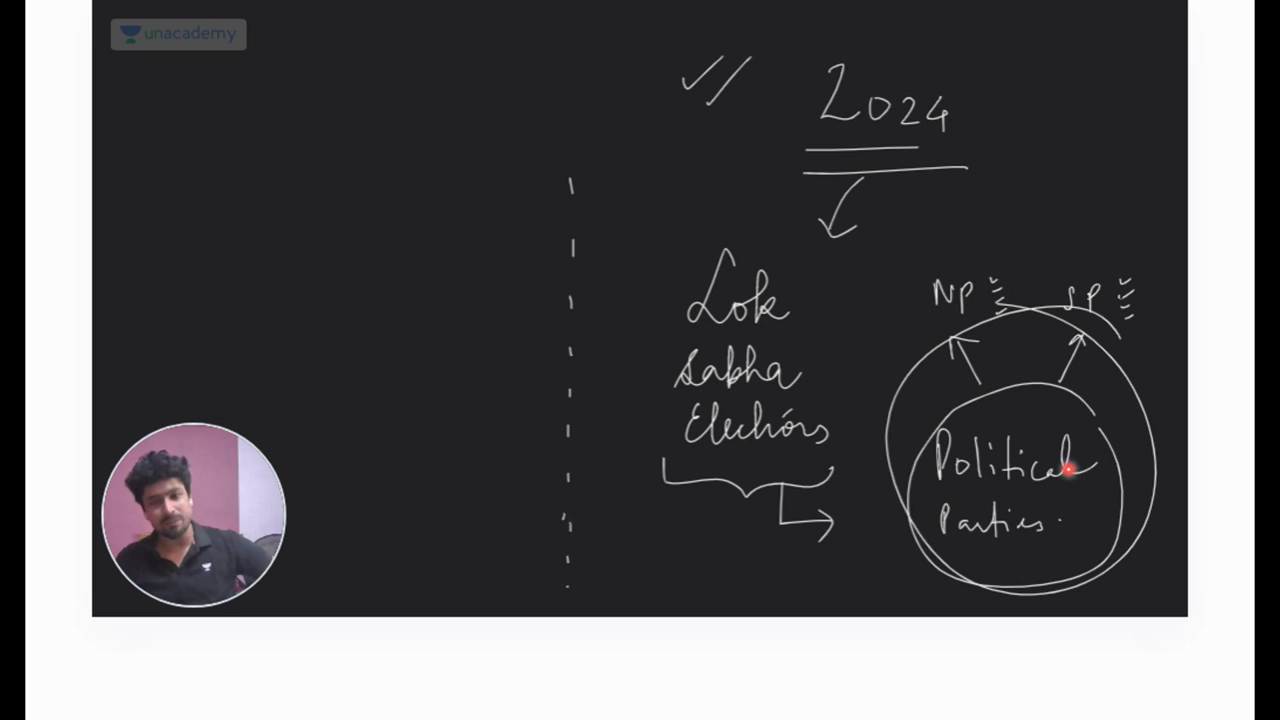 unacademy
2024
Lok
Sabha
Elections
NP
SP
Political
Parties.